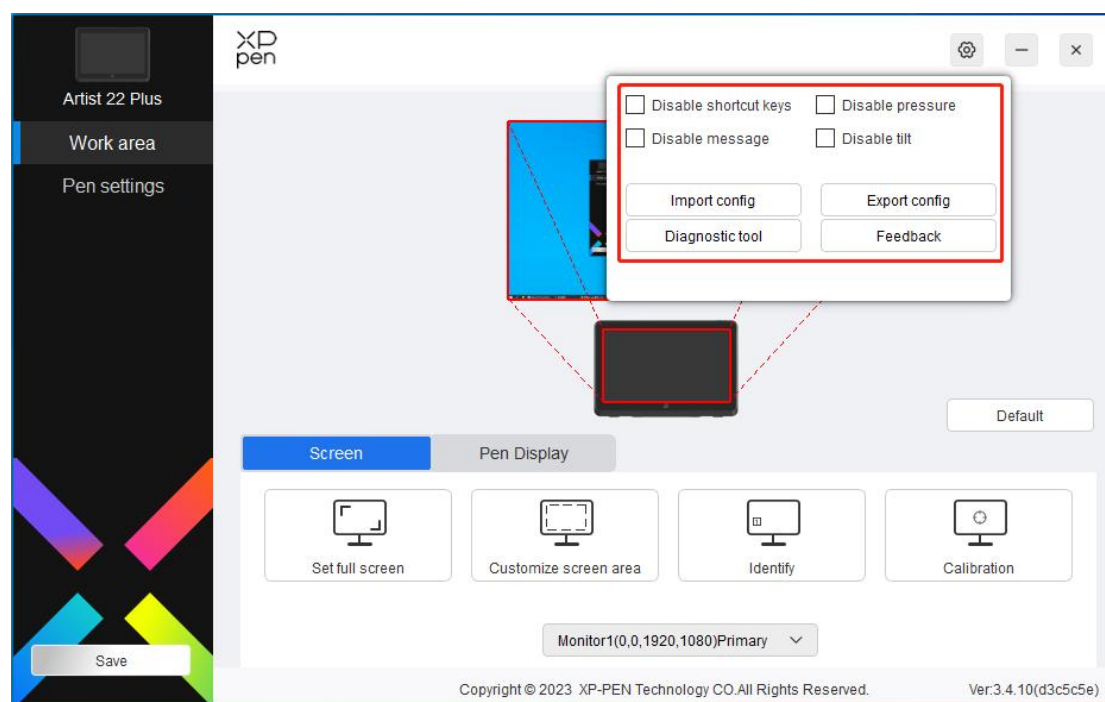 XP
pen
Artist 22 Plus
Work area
Pen settings
Save
Disable shortcut keys
Disable pressure
Disable message
Disable tilt
Import config
Export config
Diagnostic tool
Feedback
Default
Screen
Pen Display
Set full screen
Customize screen area
1
Identify
Calibration
Monitor1(0,0,1920,1080)Primary
Copyright © 2023 XP-PEN Technology CO.All Rights Reserved.
Ver:3.4.10(d3c5c5e)